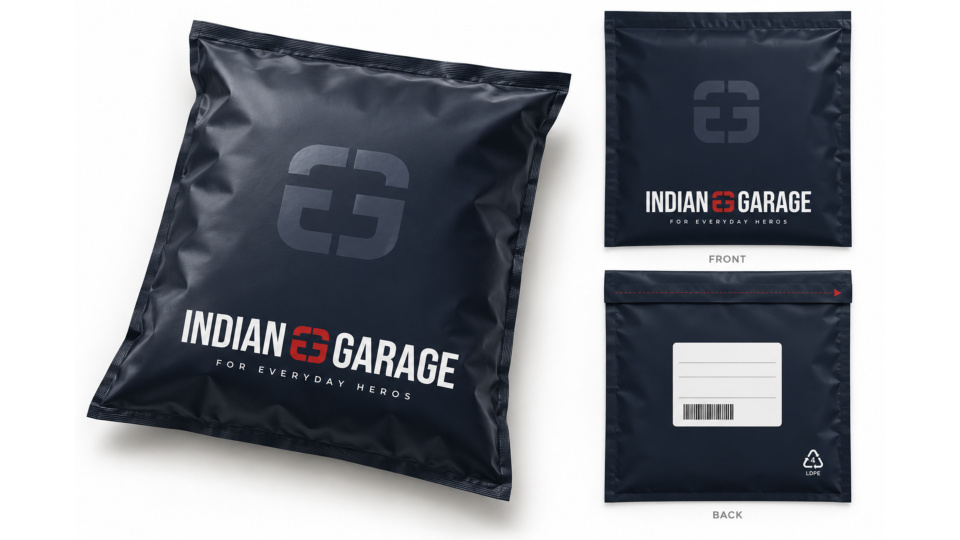 INDIAN GARAGE
FOR EVERYDAY HEROS
INDIAN GARAGE
FOR EVERYDAY HEROS
FRONT
4
LDPE
BACK